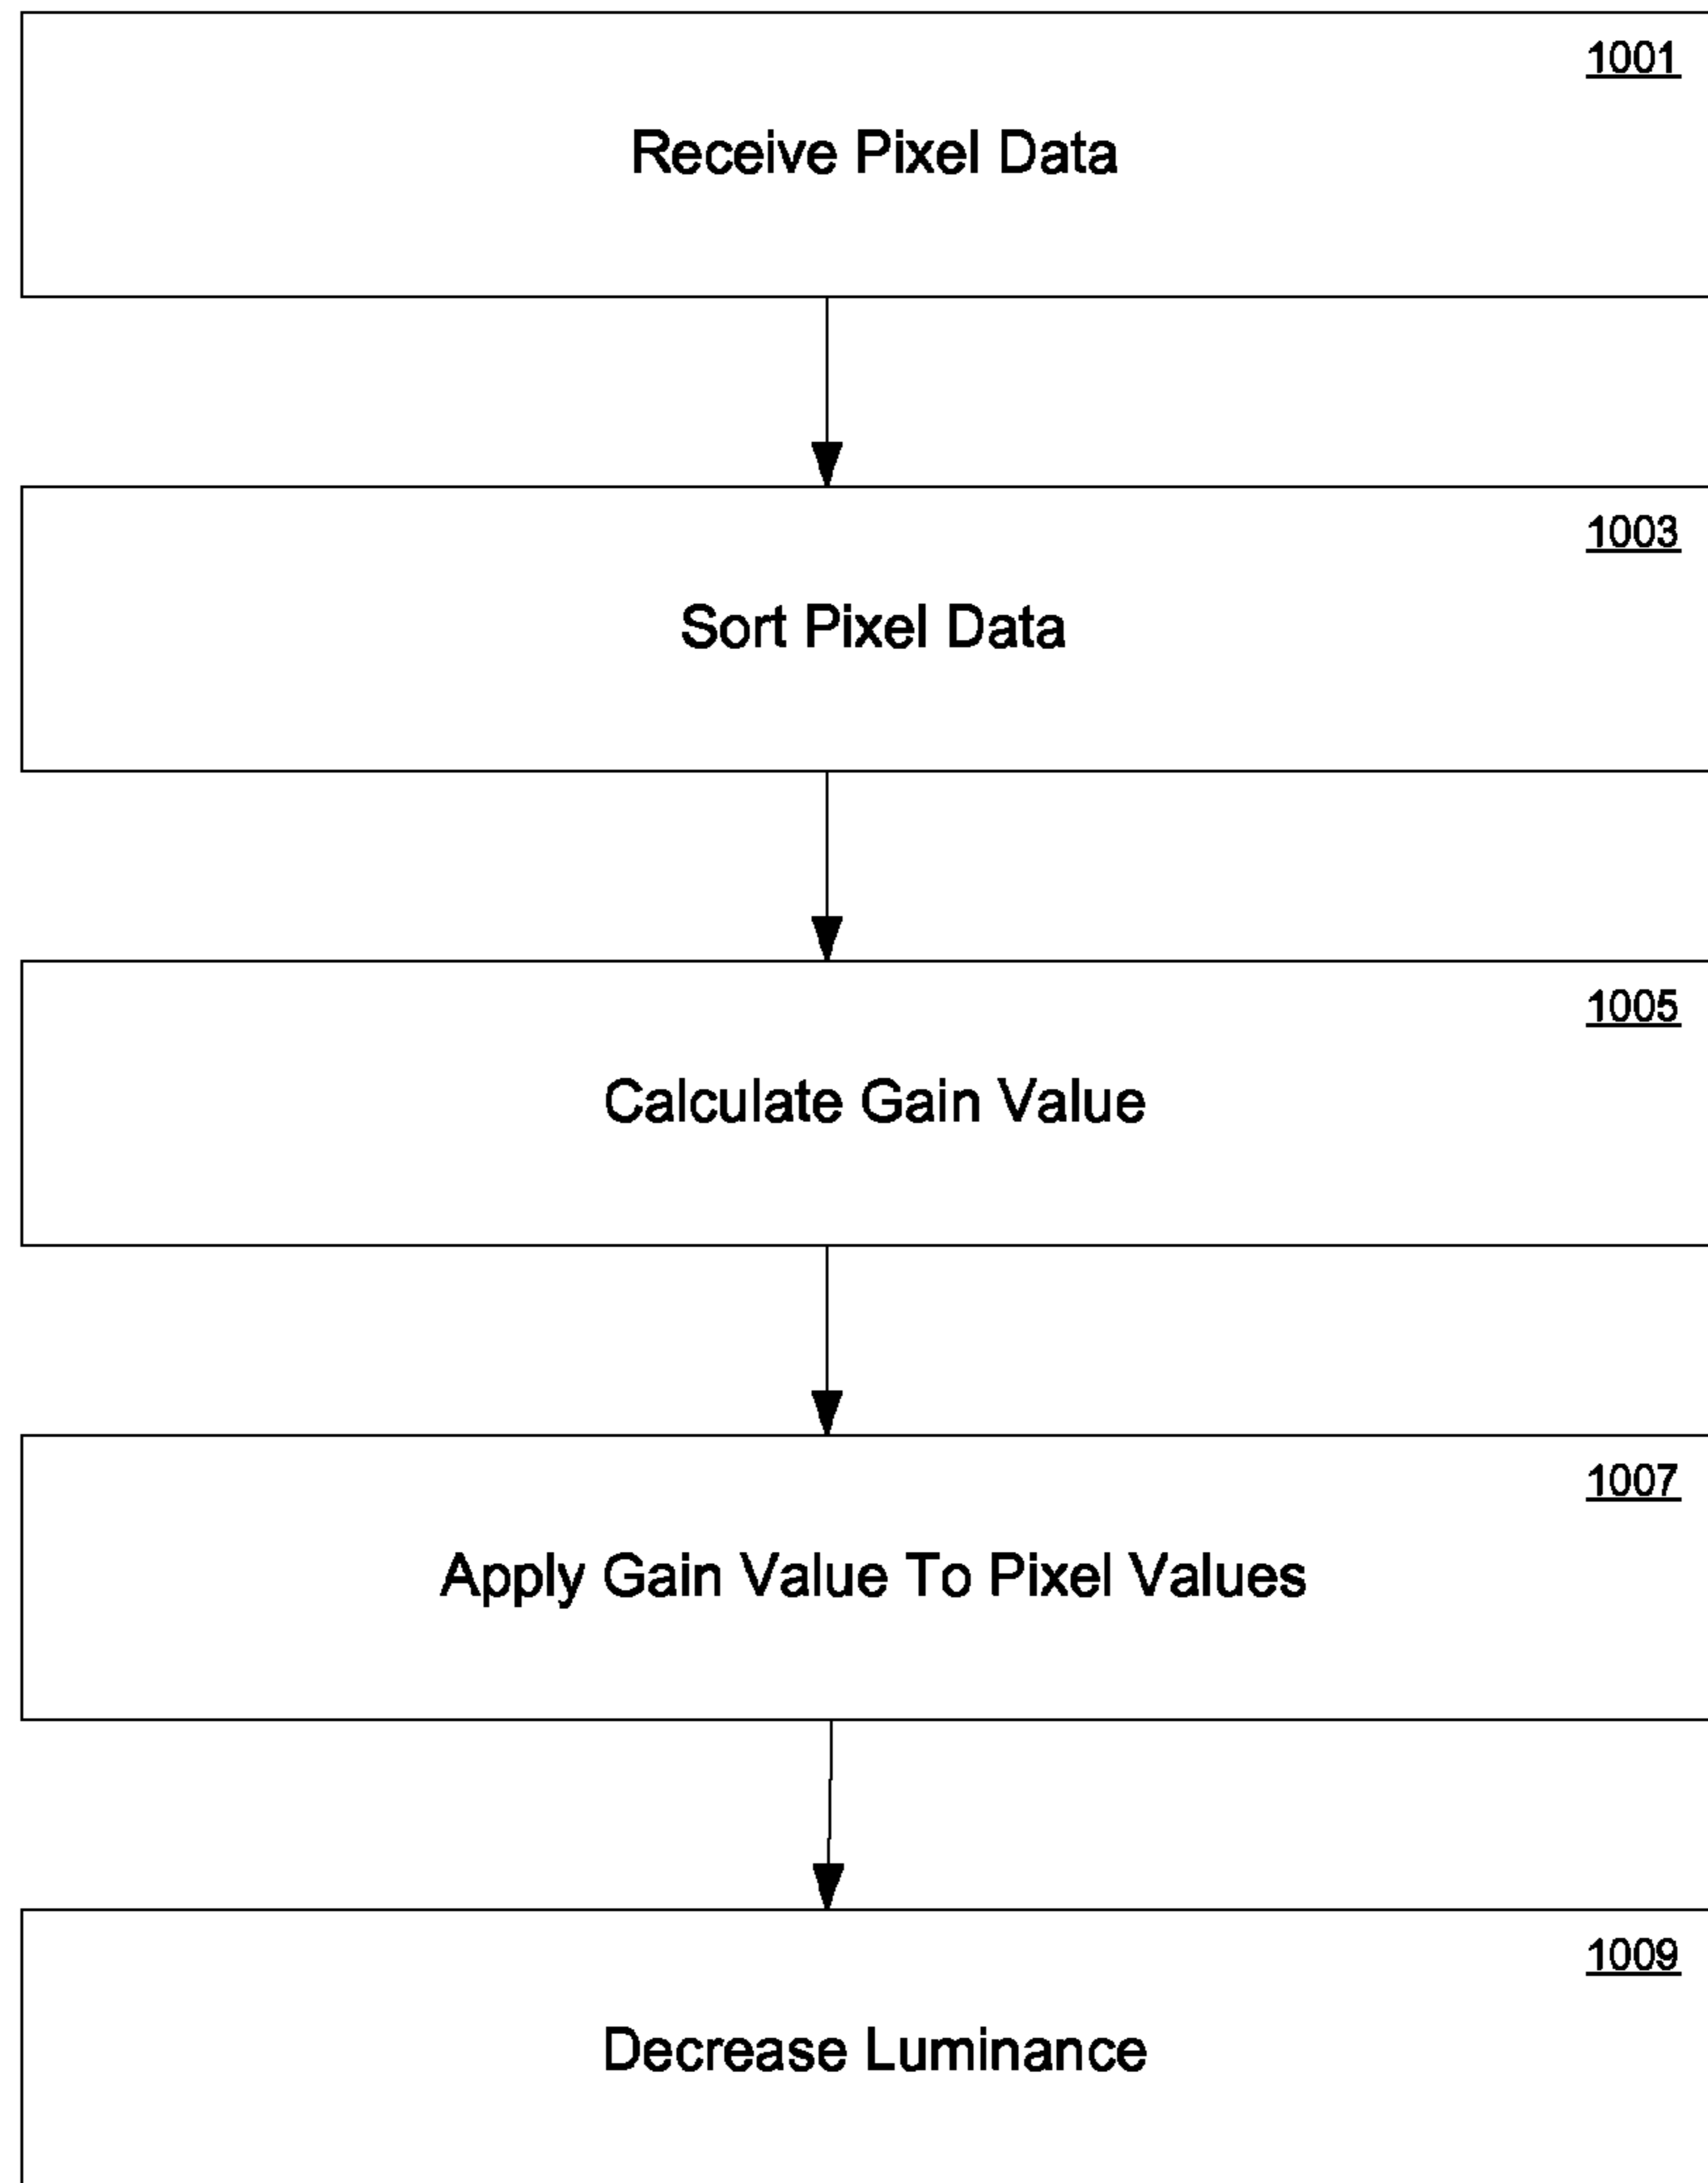 1001
Receive Pixel Data
1003
Sort Pixel Data
1005
Calculate Gain Value
1007
Apply Gain Value To Pixel Values
1009
Decrease Luminance